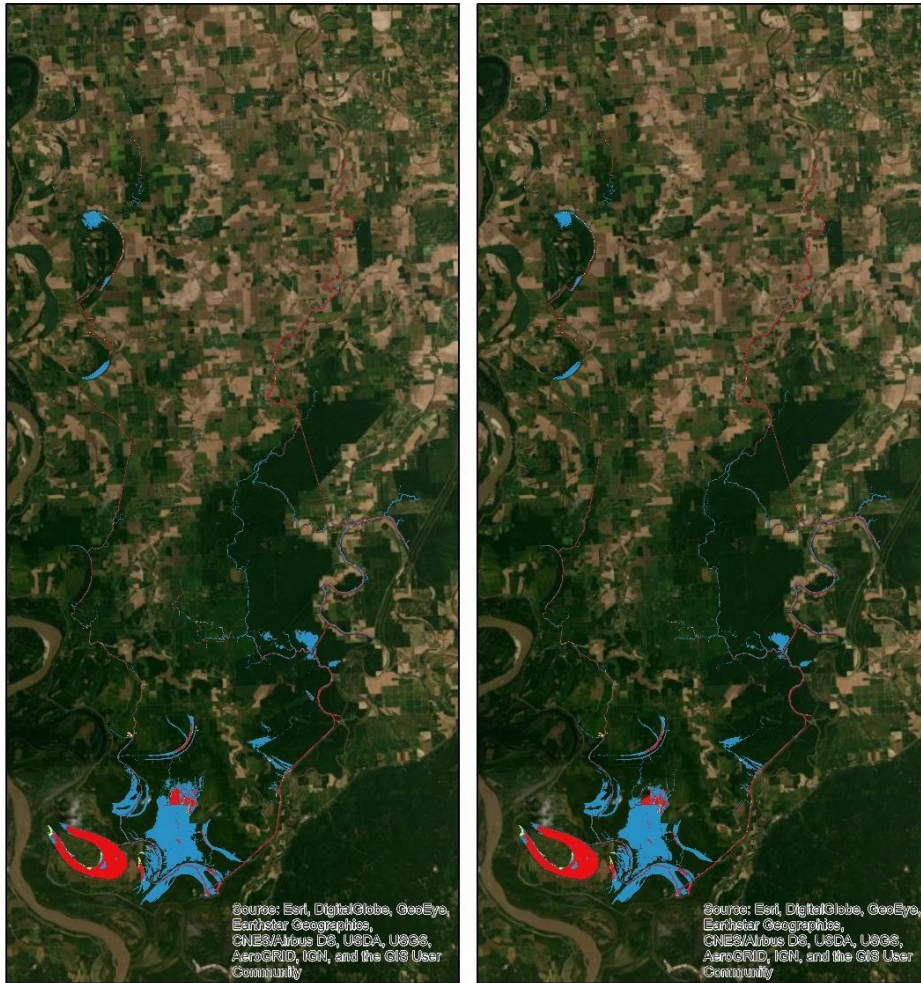 Source: Esri, DigitalGlobe, GeoEye,
Earthstar Geographics,
CNES/Airbus DS, USDA, USGS,
AeroGRID, IGN, and the GIS User
Community
Source: Esri, DigitalGlobe, GeoEye,
Earthstar Geographics,
CNES/Airbus DS, USDA, USGS,
AeroGRID, IGN, and the GIS User
Community